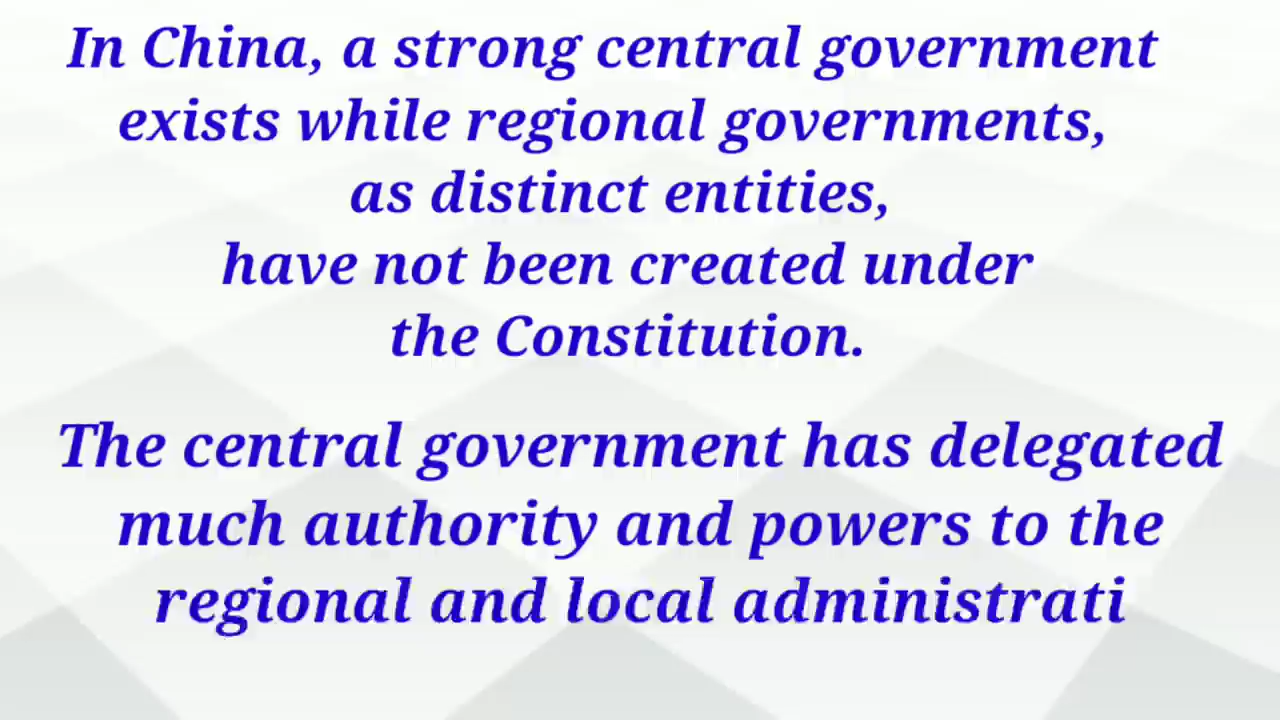 In China, a strong central government
exists while regional governments,
as distinct entities,
have not been created under
the Constitution.
The central government has delegated
much authority and powers to the
regional and local administrati